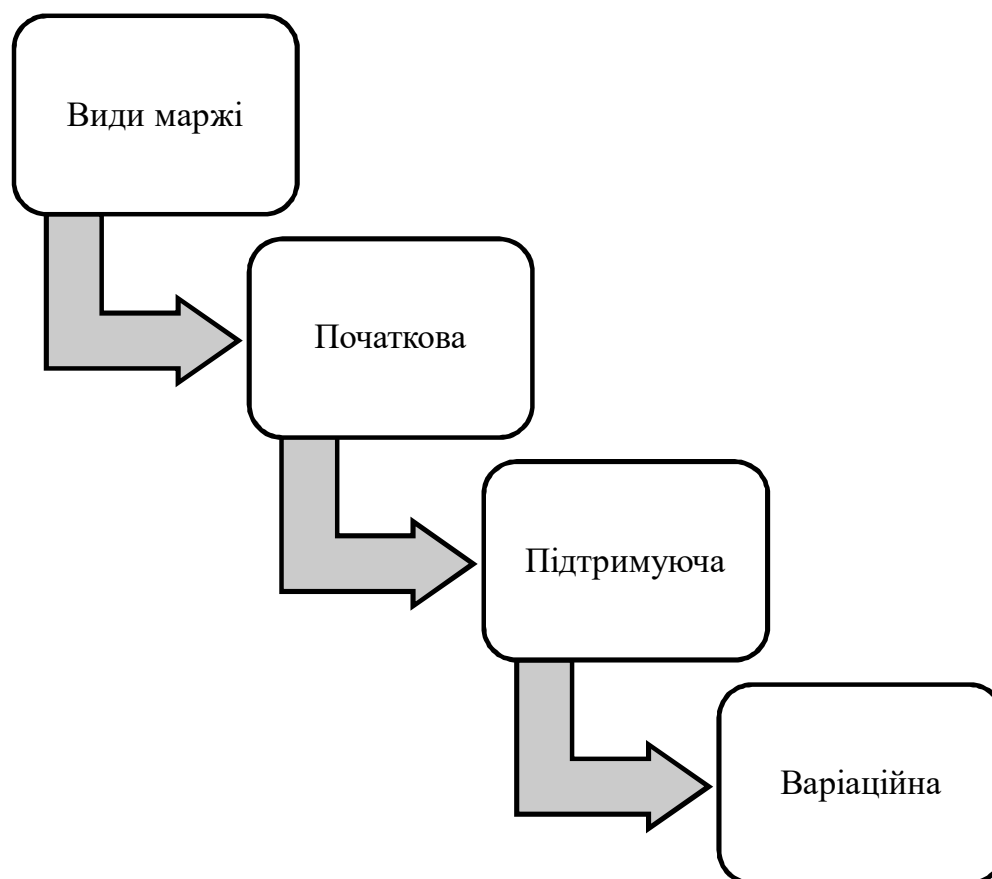 Види маржі
Початкова
Підтримуюча
Варіаційна